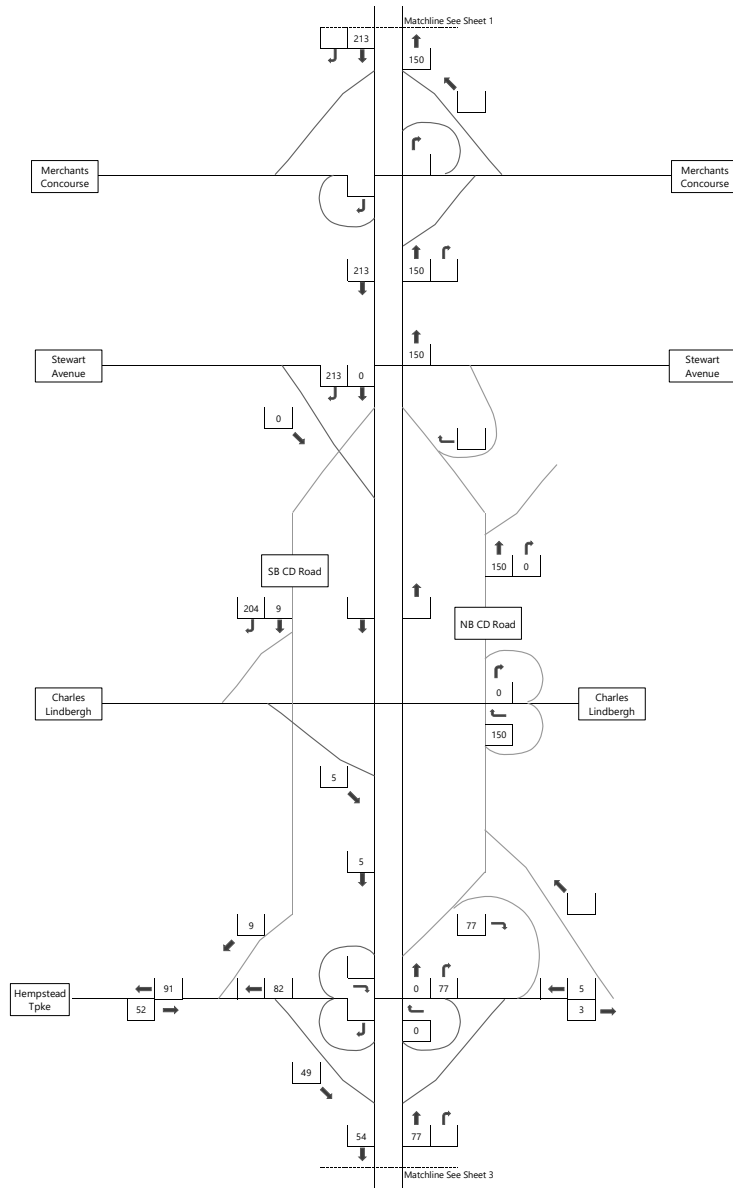 Matchline See Sheet 1
213
150
Merchants
Concourse
Merchants
Concourse
213
150
150
Stewart
Avenue
Stewart
Avenue
213 0
0
150 0
SB CD Road
204 9
NB CD Road
0
Charles
Lindbergh
Charles
Lindbergh
150
5
5
9
77
Hempstead
Tpke
91
82
0 77
5
52
3
0
49
54
77
Matchline See Sheet 3